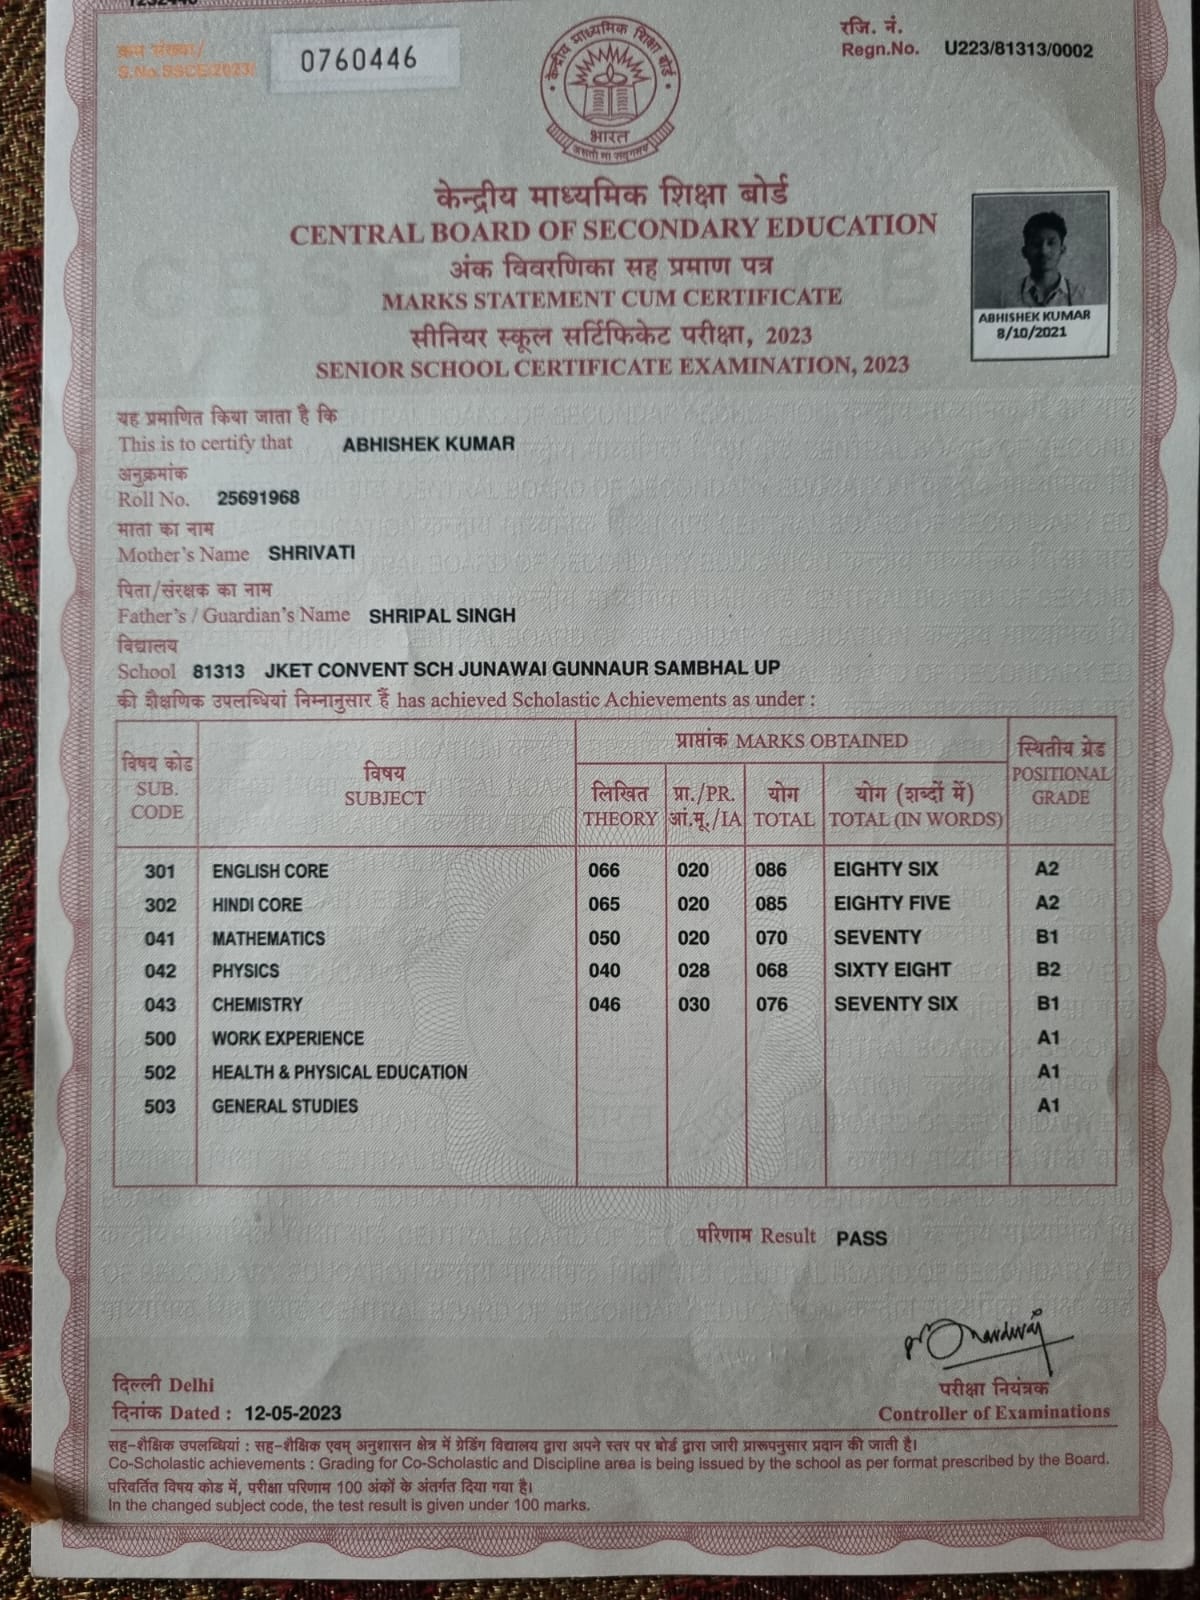 क्रम संख्या/
S.No.SSCE/2023/
0760446
रजि. नं.
Regn.No. U223/81313/0002
केन्द्रीय माध्यमिक शिक्षा बोर्ड
भारत
असतो मा सद्गमय
केन्द्रीय माध्यमिक शिक्षा बोर्ड
CENTRAL BOARD OF SECONDARY EDUCATION
अंक विवरणिका सह प्रमाण पत्र
MARKS STATEMENT CUM CERTIFICATE
सीनियर स्कूल सर्टिफिकेट परीक्षा, 2023
SENIOR SCHOOL CERTIFICATE EXAMINATION, 2023
ABHISHEK KUMAR
8/10/2021
यह प्रमाणित किया जाता है कि
This is to certify that ABHISHEK KUMAR
अनुक्रमांक
Roll No. 25691968
माता का नाम
Mother's Name SHRIVATI
पिता/संरक्षक का नाम
Father's / Guardian's Name SHRIPAL SINGH
विद्यालय
School 81313 JKET CONVENT SCH JUNAWAI GUNNAUR SAMBHAL UP
की शैक्षणिक उपलब्धियां निम्नानुसार हैं has achieved Scholastic Achievements as under :
विषय कोड
SUB.
CODE
विषय
SUBJECT
प्राप्तांक MARKS OBTAINED
लिखित
THEORY
प्रा./PR.
आं.मू./IA
योग
TOTAL
योग (शब्दों में)
TOTAL (IN WORDS)
स्थितीय ग्रेड
POSITIONAL
GRADE
301 ENGLISH CORE 066 020 086 EIGHTY SIX A2
302 HINDI CORE 065 020 085 EIGHTY FIVE A2
041 MATHEMATICS 050 020 070 SEVENTY B1
042 PHYSICS 040 028 068 SIXTY EIGHT B2
043 CHEMISTRY 046 030 076 SEVENTY SIX B1
500 WORK EXPERIENCE A1
502 HEALTH & PHYSICAL EDUCATION A1
503 GENERAL STUDIES A1
परिणाम Result PASS
दिल्ली Delhi
दिनांक Dated : 12-05-2023
परीक्षा नियंत्रक
Controller of Examinations
सह-शैक्षिक उपलब्धियां : सह-शैक्षिक एवम् अनुशासन क्षेत्र में ग्रेडिंग विद्यालय द्वारा अपने स्तर पर बोर्ड द्वारा जारी प्रारूपनुसार प्रदान की जाती है।
Co-Scholastic achievements : Grading for Co-Scholastic and Discipline area is being issued by the school as per format prescribed by the Board.
परिवर्तित विषय कोड में, परीक्षा परिणाम 100 अंकों के अंतर्गत दिया गया है।
In the changed subject code, the test result is given under 100 marks.